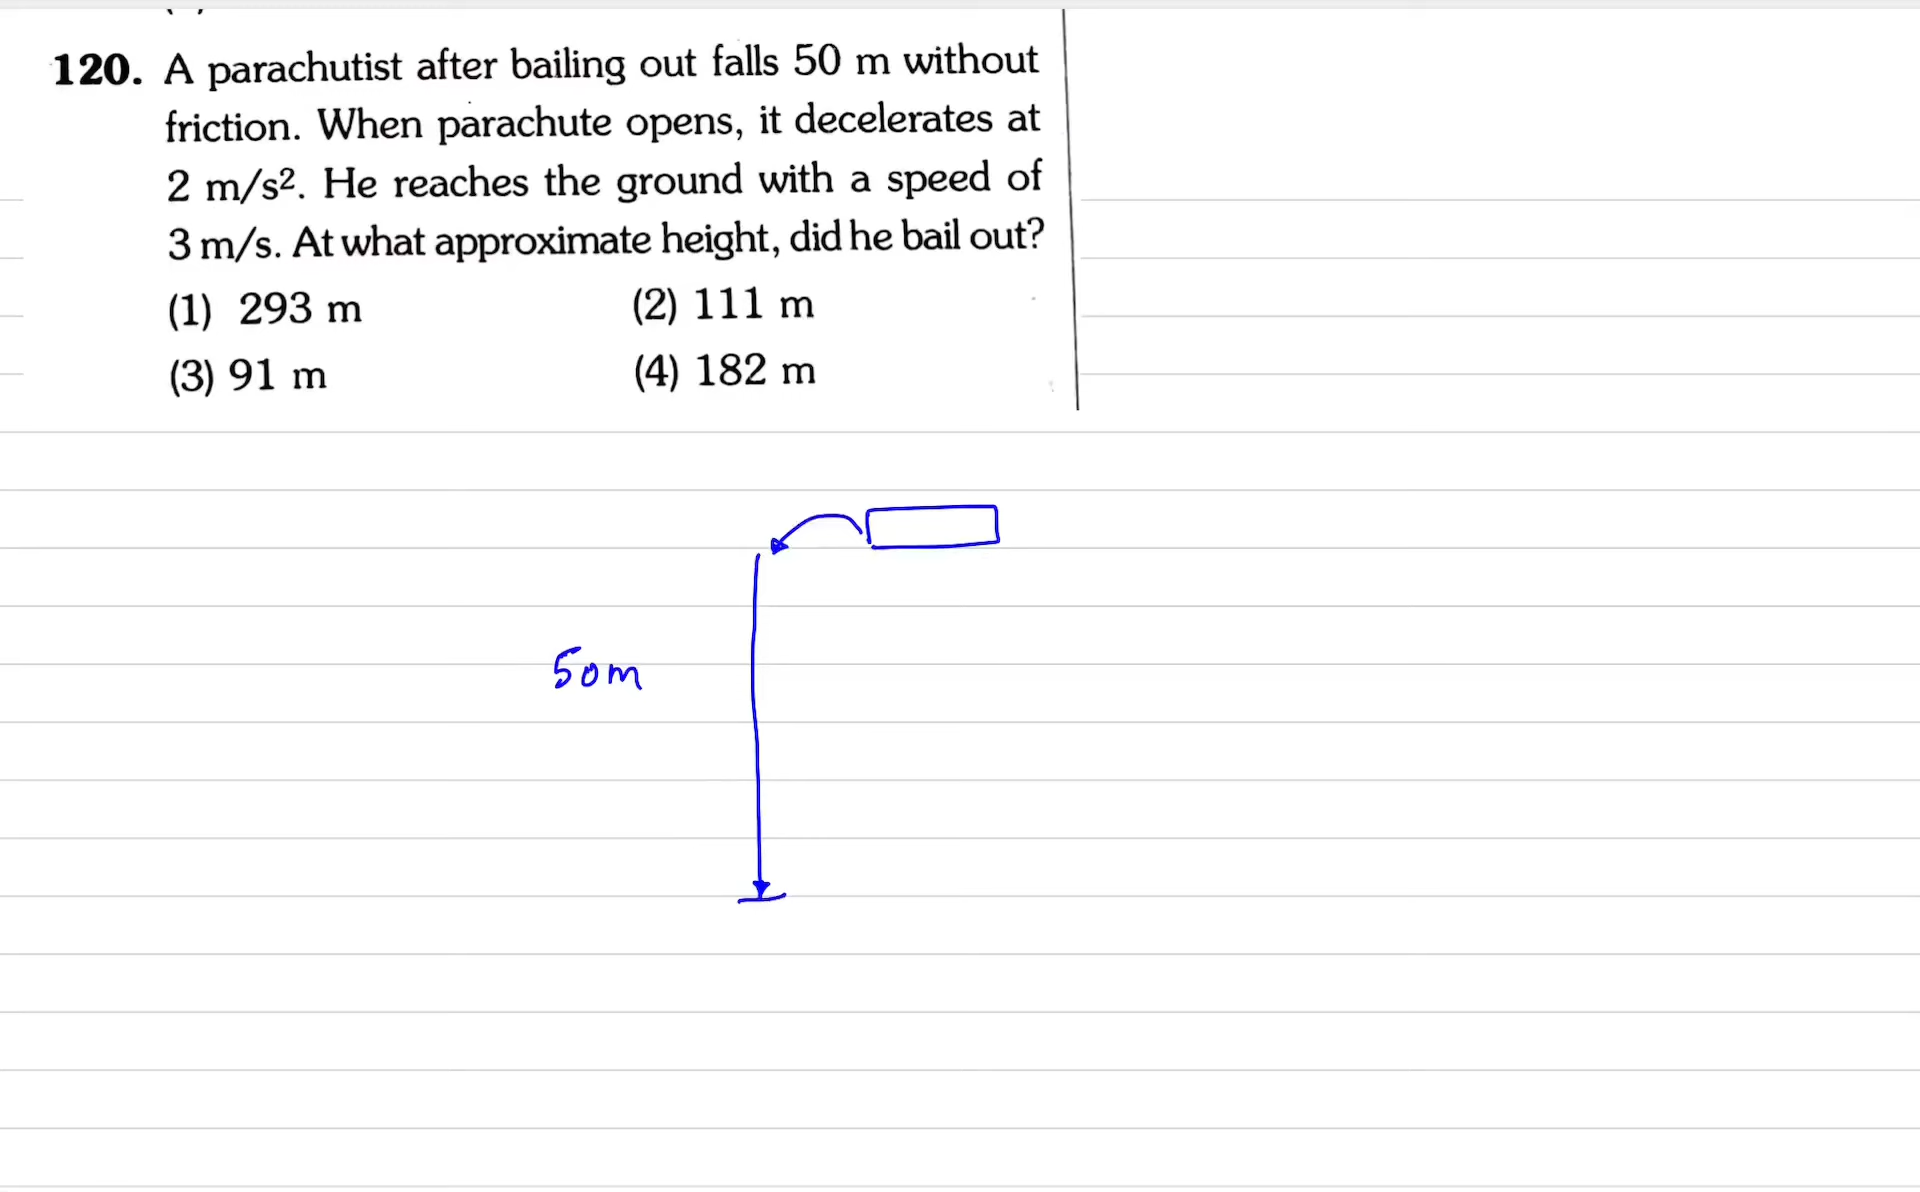 120. A parachutist after bailing out falls 50 m without
friction. When parachute opens, it decelerates at
2 m/s². He reaches the ground with a speed of
3 m/s. At what approximate height, did he bail out?
(1) 293 m (2) 111 m
(3) 91 m (4) 182 m
50m